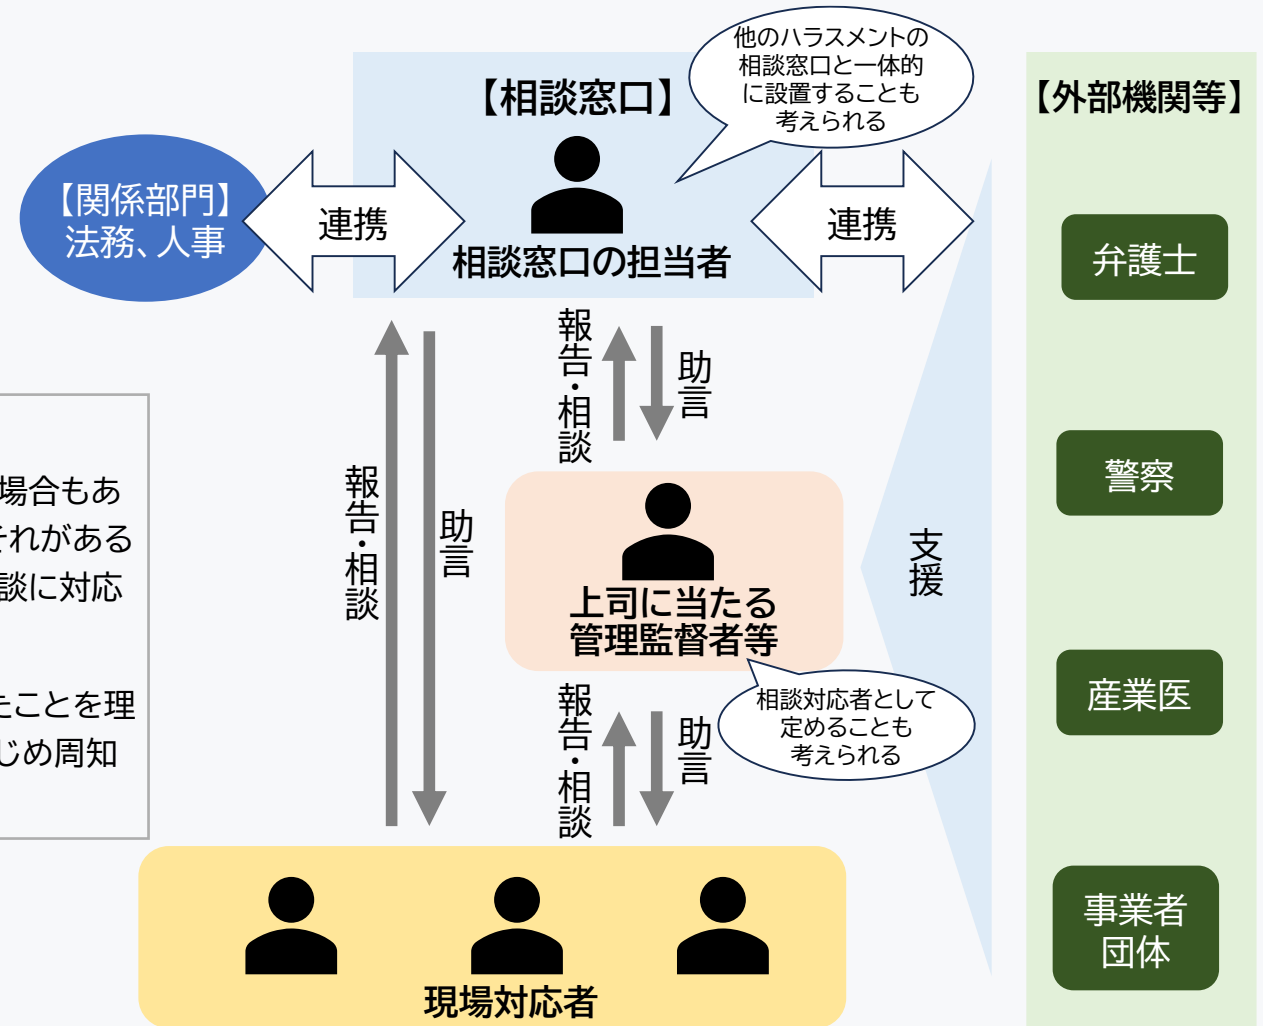 他のハラスメントの
相談窓口と一体的
に設置することも
考えられる
【相談窓口】
【外部機関等】
【関係部門】
法務、人事
連携
相談窓口の担当者
連携
弁護士
報告・相談
助言
場合もあ
それがある
談に対応
たことを理
じめ周知
報告・相談
助言
警察
上司に当たる
管理監督者等
支援
相談対応者として
定めることも
考えられる
産業医
報告・相談
助言
事業者
団体
現場対応者